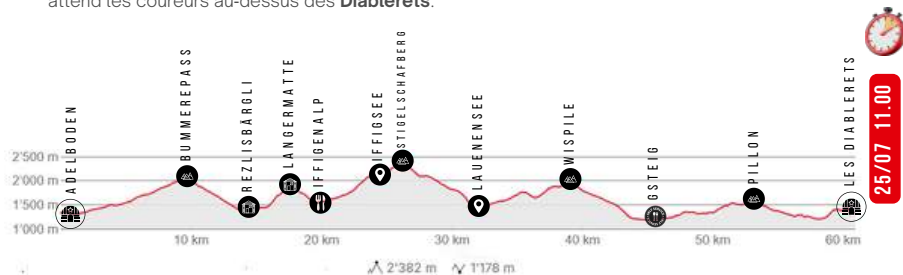 attend les coureurs au-dessus des Diablerets.
ADELBODEN
BUMMEREPASS
REZLISBÄRGLI
LANGERMATTE
IFFIGENALP
IFFIGSEE
STIGELSCHAFBERG
LAUENENSEE
WISPILE
GSTEIG
PILLON
LES DIABLERETS
25/07 11.00
2'500 m
2'000 m
1'500 m
1'000 m
10 km
20 km
30 km
40 km
50 km
60 km
2'382 m 1'178 m